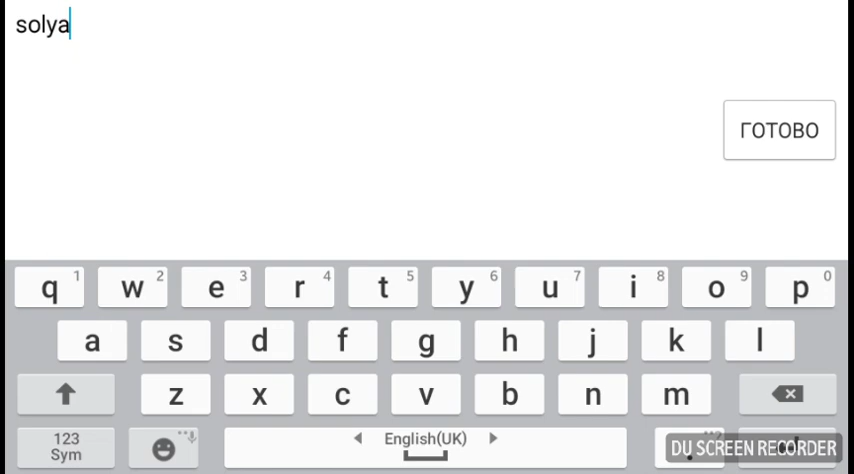 solya
ГОТОВО
q 1 w 2 e 3 r 4 t 5 y 6 u 7 i 8 o 9 p 0
a s d f g h j k l
z x c v b n m
123
Sym
English(UK)
DU SCREEN RECORDER